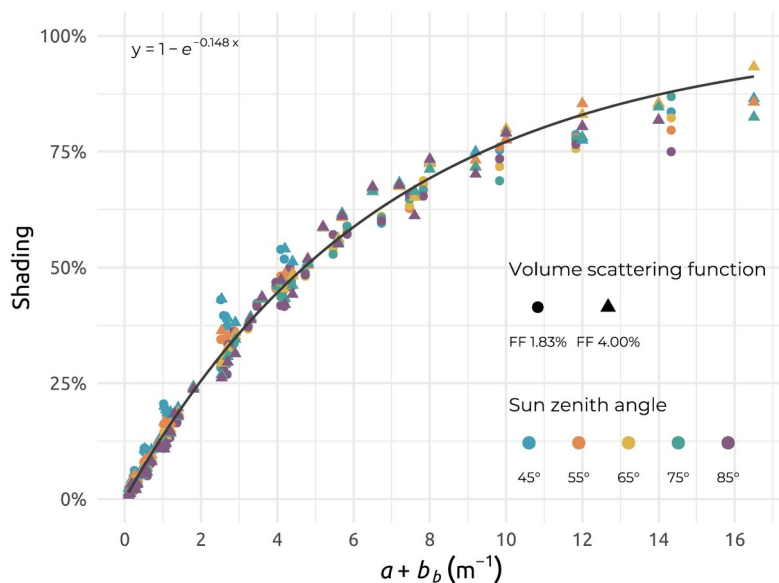 100%
y = 1 − e^−0.148 x
75%
50%
25%
0%
Shading
Volume scattering function
FF 1.83% FF 4.00%
Sun zenith angle
45° 55° 65° 75° 85°
0 2 4 6 8 10 12 14 16
a + b_b (m⁻¹)